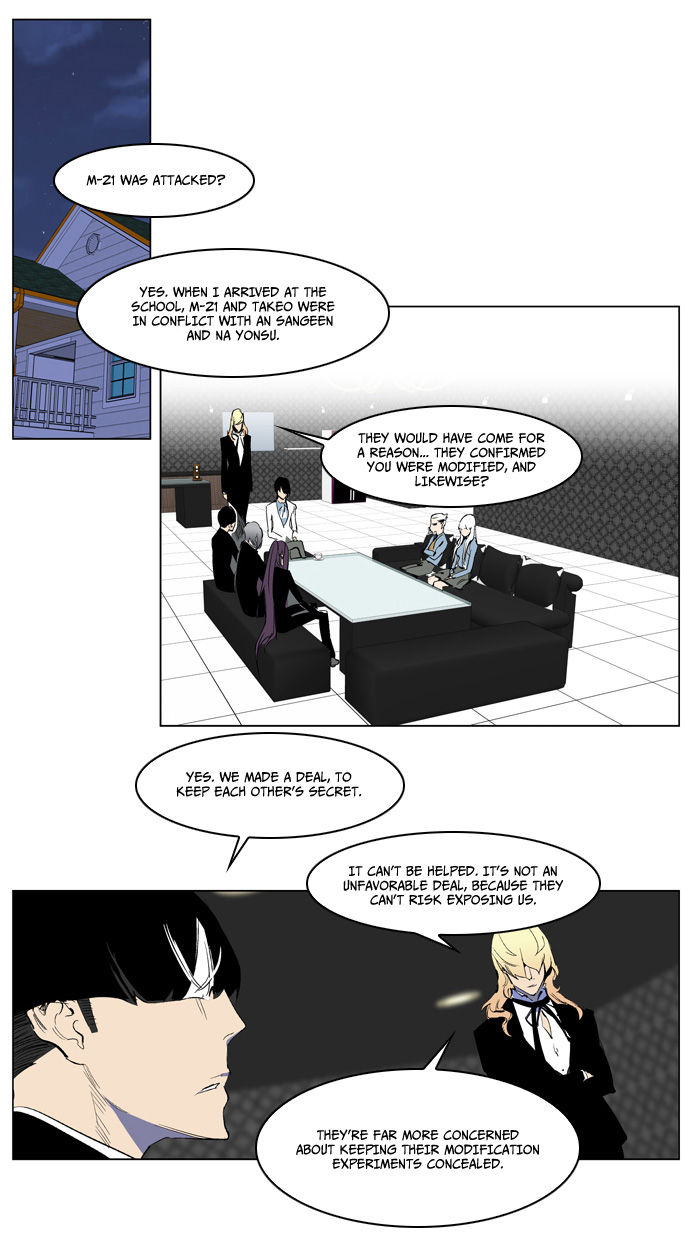 M-21 WAS ATTACKED?
YES. WHEN I ARRIVED AT THE
SCHOOL, M-21 AND TAKEO WERE
IN CONFLICT WITH AN SANGEEN
AND NA YONSU.
THEY WOULD HAVE COME FOR
A REASON... THEY CONFIRMED
YOU WERE MODIFIED, AND
LIKEWISE?
YES. WE MADE A DEAL, TO
KEEP EACH OTHER'S SECRET.
IT CAN'T BE HELPED. IT'S NOT AN
UNFAVORABLE DEAL, BECAUSE THEY
CAN'T RISK EXPOSING US.
THEY'RE FAR MORE CONCERNED
ABOUT KEEPING THEIR MODIFICATION
EXPERIMENTS CONCEALED.